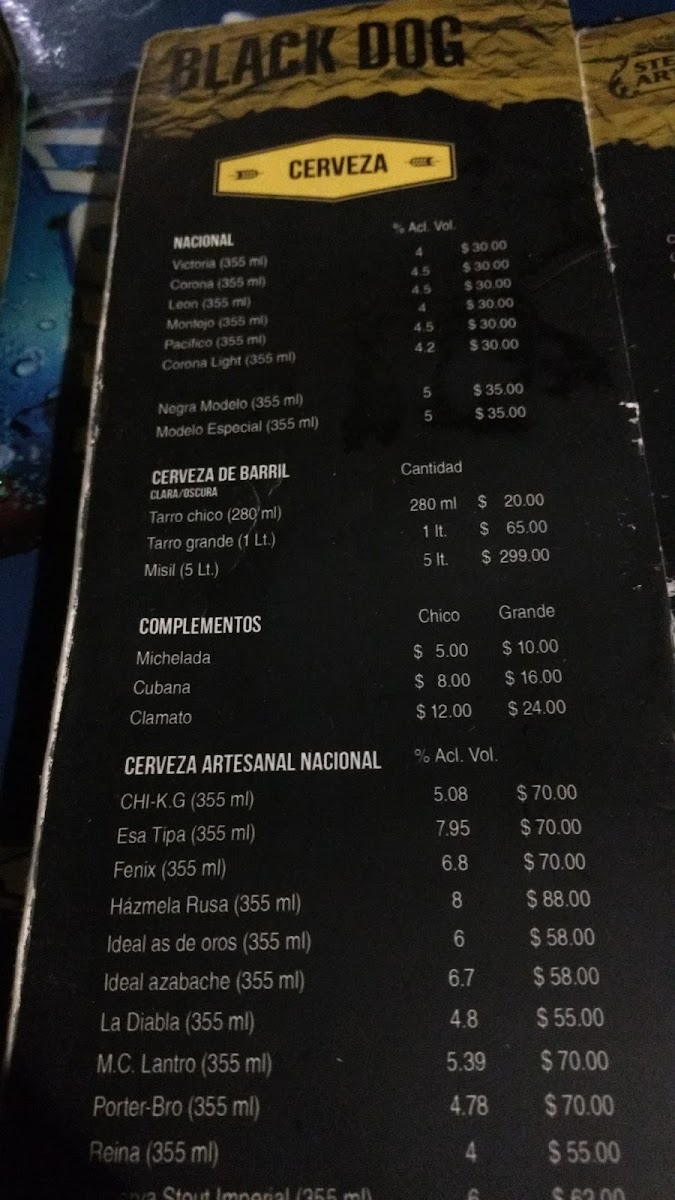 BLACK DOG
STE
AR
CERVEZA
NACIONAL % Acl. Vol.
Victoria (355 ml) 4 $ 30.00
Corona (355 ml) 4.5 $ 30.00
Leon (355 ml) 4.5 $ 30.00
Montejo (355 ml) 4 $ 30.00
Pacifico (355 ml) 4.5 $ 30.00
Corona Light (355 ml) 4.2 $ 30.00
Negra Modelo (355 ml) 5 $ 35.00
Modelo Especial (355 ml) 5 $ 35.00
CERVEZA DE BARRIL Cantidad
CLARA/OSCURA
Tarro chico (280 ml) 280 ml $ 20.00
Tarro grande (1 Lt.) 1 lt. $ 65.00
Misil (5 Lt.) 5 lt. $ 299.00
COMPLEMENTOS Chico Grande
Michelada $ 5.00 $ 10.00
Cubana $ 8.00 $ 16.00
Clamato $ 12.00 $ 24.00
CERVEZA ARTESANAL NACIONAL % Acl. Vol.
CHI-K.G (355 ml) 5.08 $ 70.00
Esa Tipa (355 ml) 7.95 $ 70.00
Fenix (355 ml) 6.8 $ 70.00
Házmela Rusa (355 ml) 8 $ 88.00
Ideal as de oros (355 ml) 6 $ 58.00
Ideal azabache (355 ml) 6.7 $ 58.00
La Diabla (355 ml) 4.8 $ 55.00
M.C. Lantro (355 ml) 5.39 $ 70.00
Porter-Bro (355 ml) 4.78 $ 70.00
Reina (355 ml) 4 $ 55.00
Stout Imperial (355 ml) 6 $ 62.00